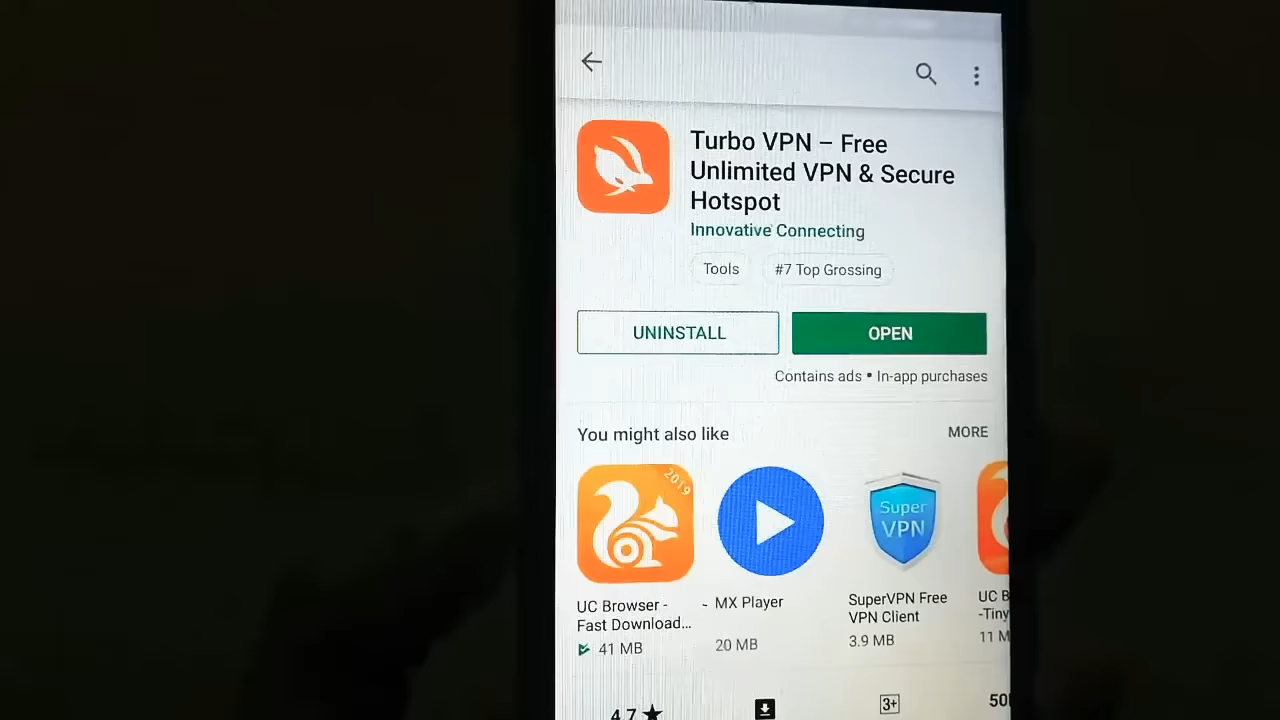 Turbo VPN – Free
Unlimited VPN & Secure
Hotspot
Innovative Connecting
Tools
#7 Top Grossing
UNINSTALL
OPEN
Contains ads • In-app purchases
You might also like
MORE
2019
Super
VPN
UC Browser -
Fast Download...
41 MB
- MX Player
20 MB
SuperVPN Free
VPN Client
3.9 MB
UC B
-Tiny
11 M
4.7 ★
3+